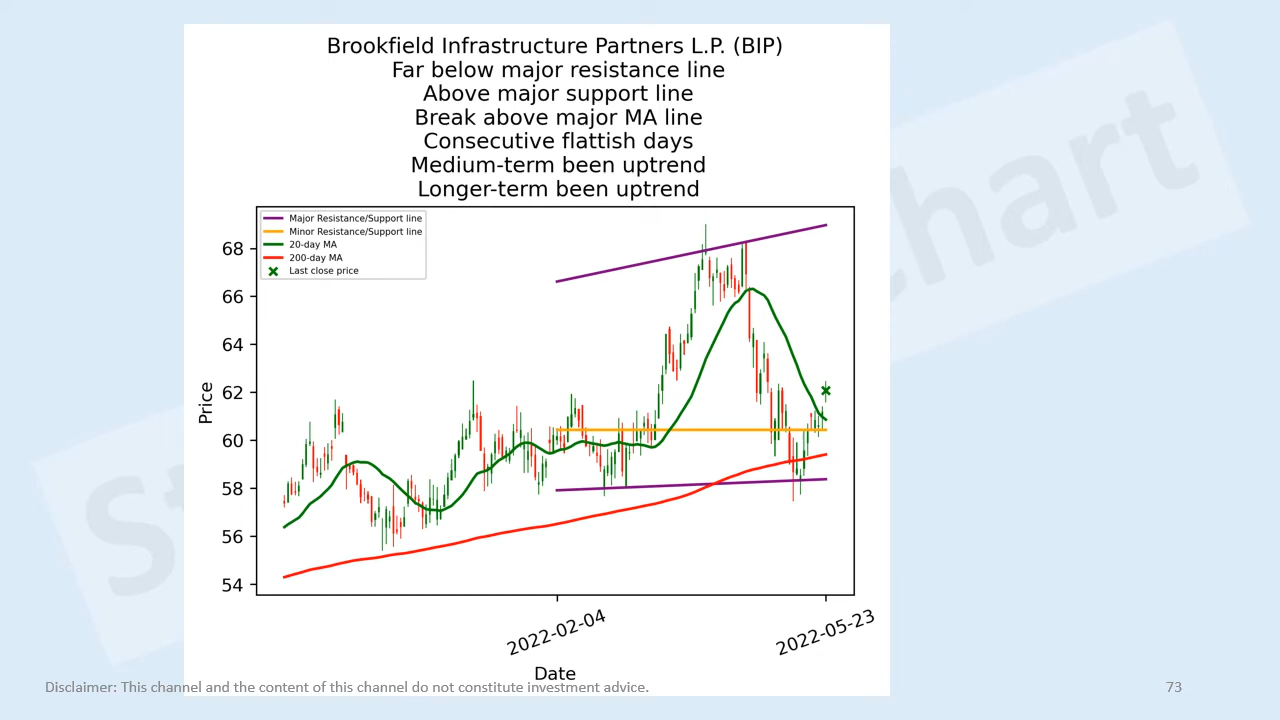 Brookfield Infrastructure Partners L.P. (BIP)
Far below major resistance line
Above major support line
Break above major MA line
Consecutive flattish days
Medium-term been uptrend
Longer-term been uptrend
Major Resistance/Support line
Minor Resistance/Support line
20-day MA
200-day MA
Last close price
68
66
64
62
60
58
56
54
Price
2022-02-04
2022-05-23
Date
Disclaimer: This channel and the content of this channel do not constitute investment advice.
73